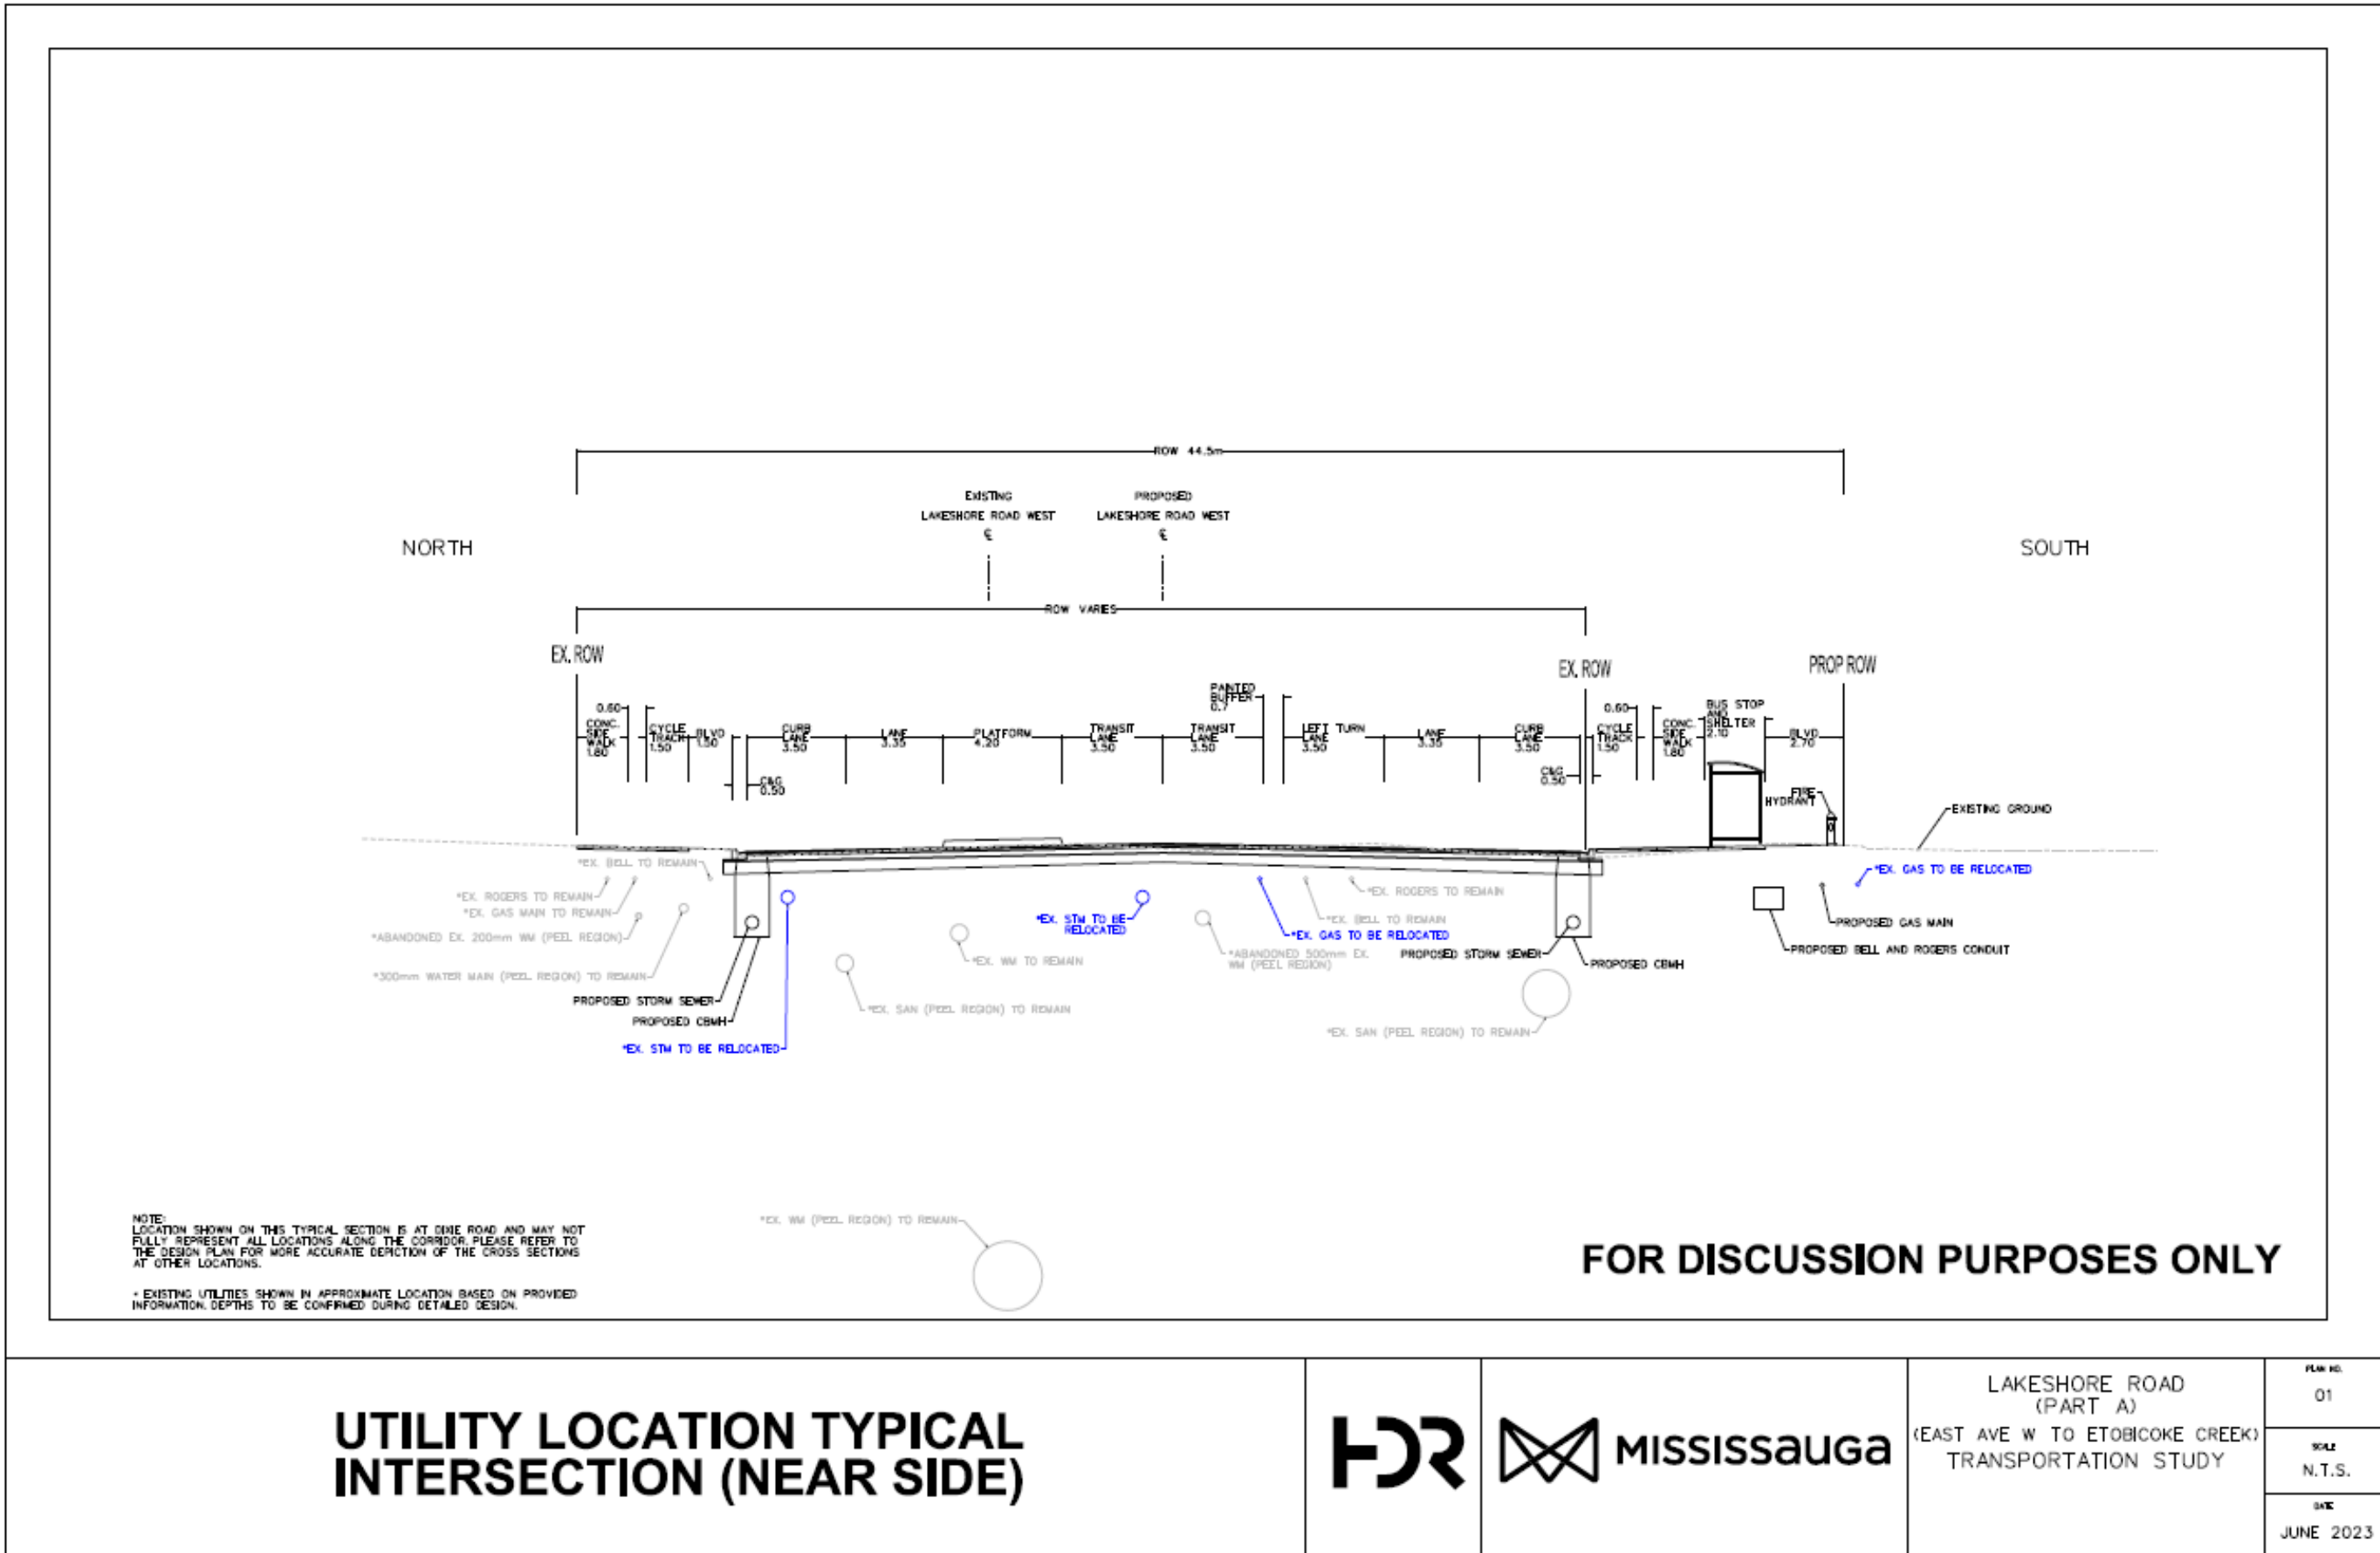 ROW 44.5m
EXISTING
LAKESHORE ROAD WEST
℄
PROPOSED
LAKESHORE ROAD WEST
℄
NORTH
SOUTH
ROW VARIES
EX. ROW
EX. ROW
PROP ROW
0.60
CONC.
SIDE
WALK
1.80
CYCLE
TRACK
1.50
BLVD
1.50
C&G
0.50
CURB
LANE
3.50
LANE
3.35
PLATFORM
4.20
TRANSIT
LANE
3.50
TRANSIT
LANE
3.50
PAINTED
BUFFER
0.7
LEFT TURN
LANE
3.50
LANE
3.35
CURB
LANE
3.50
C&G
0.50
CYCLE
TRACK
1.50
0.60
CONC.
SIDE
WALK
1.80
BUS STOP
AND
SHELTER
2.10
BLVD
2.70
FIRE
HYDRANT
EXISTING GROUND
*EX. BELL TO REMAIN
*EX. ROGERS TO REMAIN
*EX. GAS MAIN TO REMAIN
*ABANDONED EX. 200mm WM (PEEL REGION)
*300mm WATER MAIN (PEEL REGION) TO REMAIN
PROPOSED STORM SEWER
PROPOSED CBMH
*EX. STM TO BE RELOCATED
*EX. SAN (PEEL REGION) TO REMAIN
*EX. WM TO REMAIN
*EX. STM TO BE
RELOCATED
*EX. GAS TO BE RELOCATED
*EX. ROGERS TO REMAIN
*EX. BELL TO REMAIN
*ABANDONED 500mm EX.
WM (PEEL REGION)
PROPOSED STORM SEWER
PROPOSED CBMH
*EX. SAN (PEEL REGION) TO REMAIN
*EX. GAS TO BE RELOCATED
PROPOSED GAS MAIN
PROPOSED BELL AND ROGERS CONDUIT
*EX. WM (PEEL REGION) TO REMAIN
NOTE:
LOCATION SHOWN ON THIS TYPICAL SECTION IS AT DIXIE ROAD AND MAY NOT
FULLY REPRESENT ALL LOCATIONS ALONG THE CORRIDOR. PLEASE REFER TO
THE DESIGN PLAN FOR MORE ACCURATE DEPICTION OF THE CROSS SECTIONS
AT OTHER LOCATIONS.
* EXISTING UTILITIES SHOWN IN APPROXIMATE LOCATION BASED ON PROVIDED
INFORMATION. DEPTHS TO BE CONFIRMED DURING DETAILED DESIGN.
FOR DISCUSSION PURPOSES ONLY
UTILITY LOCATION TYPICAL
INTERSECTION (NEAR SIDE)
HDR
MISSISSauGa
LAKESHORE ROAD
(PART A)
(EAST AVE W TO ETOBICOKE CREEK)
TRANSPORTATION STUDY
PLAN NO.
01
SCALE
N.T.S.
DATE
JUNE 2023